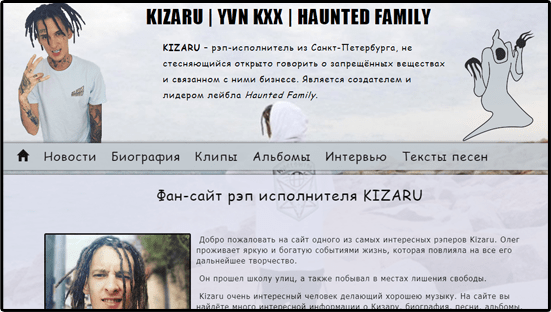 KIZARU | YVN KXX | HAUNTED FAMILY
KIZARU – рэп-исполнитель из Санкт-Петербурга, не
стесняющийся открыто говорить о запрещённых веществах
и связанном с ними бизнесе. Является создателем и
лидером лейбла Haunted Family.
Новости Биография Клипы Альбомы Интервью Тексты песен
Фан-сайт рэп исполнителя KIZARU
Добро пожаловать на сайт одного из самых интересных рэперов Kizaru. Олег
проживает яркую и богатую событиями жизнь, которая повлияла на все его
дальнейшее творчество.
Он прошел школу улиц, а также побывал в местах лишения свободы.
Kizaru очень интересный человек делающий хорошею музыку. На сайте вы
найдёте много интересной информации о Кизару, биография, песни, альбомы